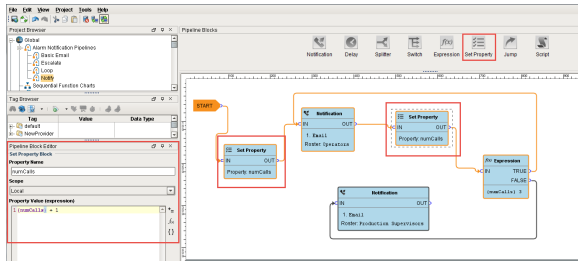 File Edit View Project Tools Help
Project Browser
Global
Alarm Notification Pipelines
Basic Email
Escalate
Loop
Notify
Sequential Function Charts
Tag Browser
Tag Value Data Type
default
NewProvider
Pipeline Block Editor
Set Property Block
Property Name
numCalls
Scope
Local
Property Value (expression)
1 {numCalls} + 1
Pipeline Blocks
Notification Delay Splitter Switch Expression Set Property Jump Script
START
Set Property
IN OUT
Property: numCalls
Notification
IN OUT
1. Email
Roster: Operators
Set Property
IN OUT
Property: numCalls
f(x) Expression
IN TRUE
FALSE
Notification
IN OUT
1. Email
Roster: Production Supervisors